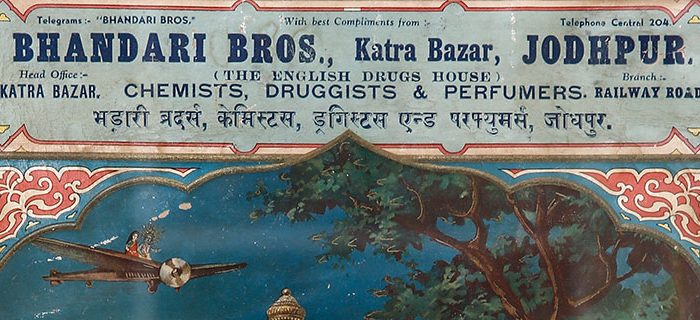 Telegrams :- "BHANDARI BROS." With best Compliments from :- Telephone Central 204.
BHANDARI BROS., Katra Bazar, JODHPUR.
Head Office :- (THE ENGLISH DRUGS HOUSE) Branch :-
KATRA BAZAR. CHEMISTS, DRUGGISTS & PERFUMERS. RAILWAY ROAD
भडारी ब्रदर्स, केमिस्टस, ड्रगिस्टस एन्ड परफ्युमर्स, जोधपुर.